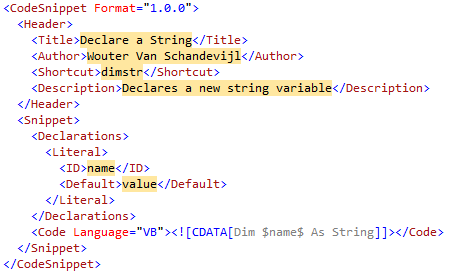 <CodeSnippet Format="1.0.0">
  <Header>
    <Title>Declare a String</Title>
    <Author>Wouter Van Schandevijl</Author>
    <Shortcut>dimstr</Shortcut>
    <Description>Declares a new string variable</Description>
  </Header>
  <Snippet>
    <Declarations>
      <Literal>
        <ID>name</ID>
        <Default>value</Default>
      </Literal>
    </Declarations>
    <Code Language="VB"><![CDATA[Dim $name$ As String]]></Code>
  </Snippet>
</CodeSnippet>